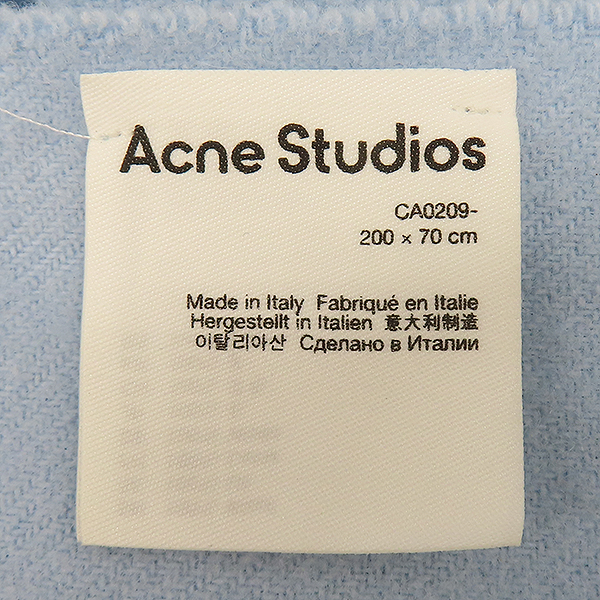 Acne Studios
CA0209-
200 x 70 cm
Made in Italy Fabriqué en Italie
Hergestellt in Italien 意大利制造
이탈리아산 Сделано в Италии